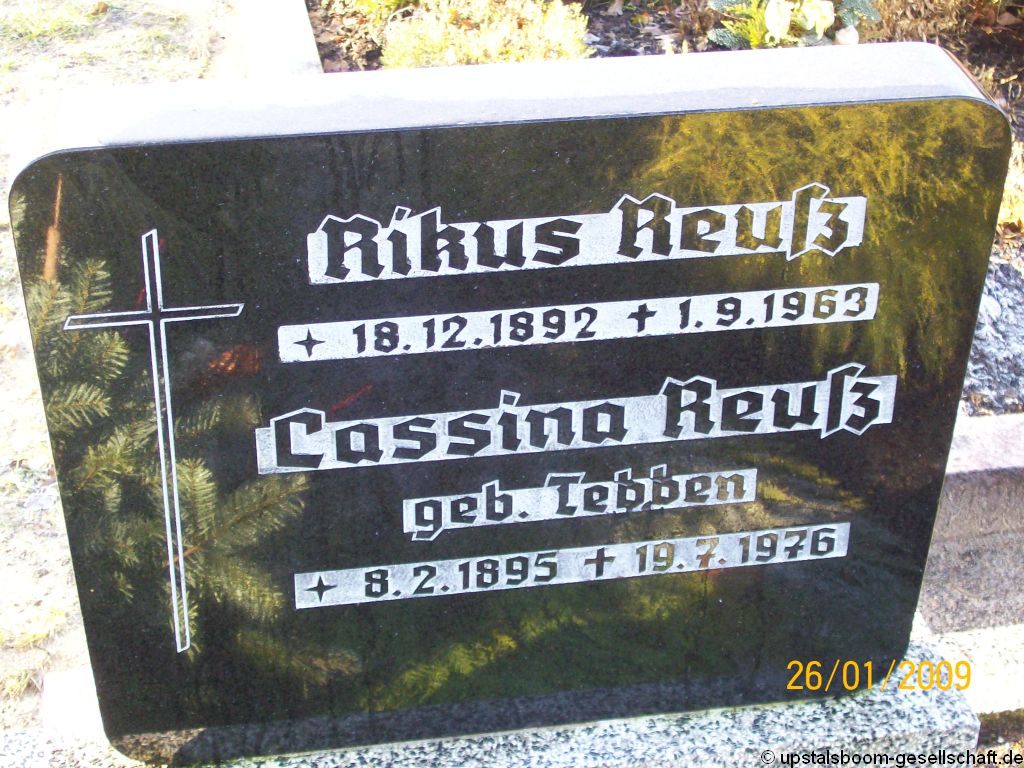 Rikus Reuß
✦ 18.12.1892 ✝ 1.9.1963
Cassina Reuß
geb. Tebben
✦ 8.2.1895 ✝ 19.7.1976
26/01/2009
© upstalsboom-gesellschaft.de